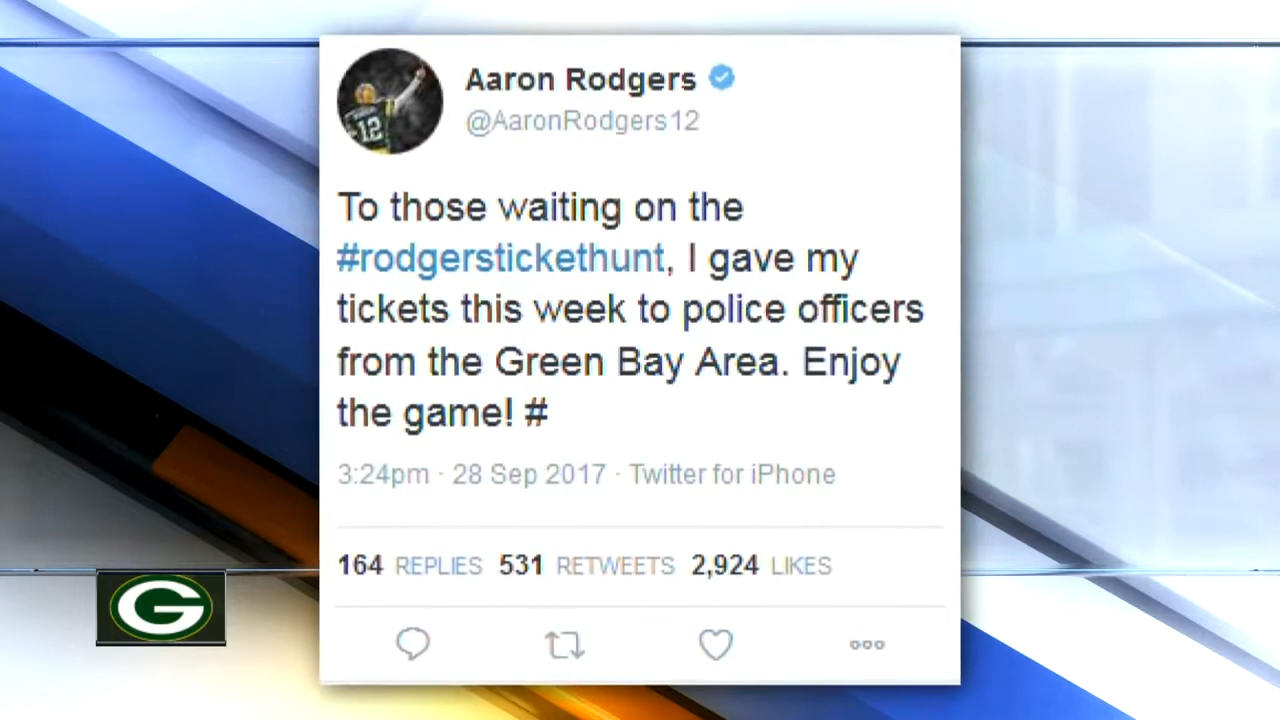 Aaron Rodgers
@AaronRodgers12
To those waiting on the
#rodgerstickethunt, I gave my
tickets this week to police officers
from the Green Bay Area. Enjoy
the game! #
3:24pm · 28 Sep 2017 · Twitter for iPhone
164 REPLIES 531 RETWEETS 2,924 LIKES
12
G